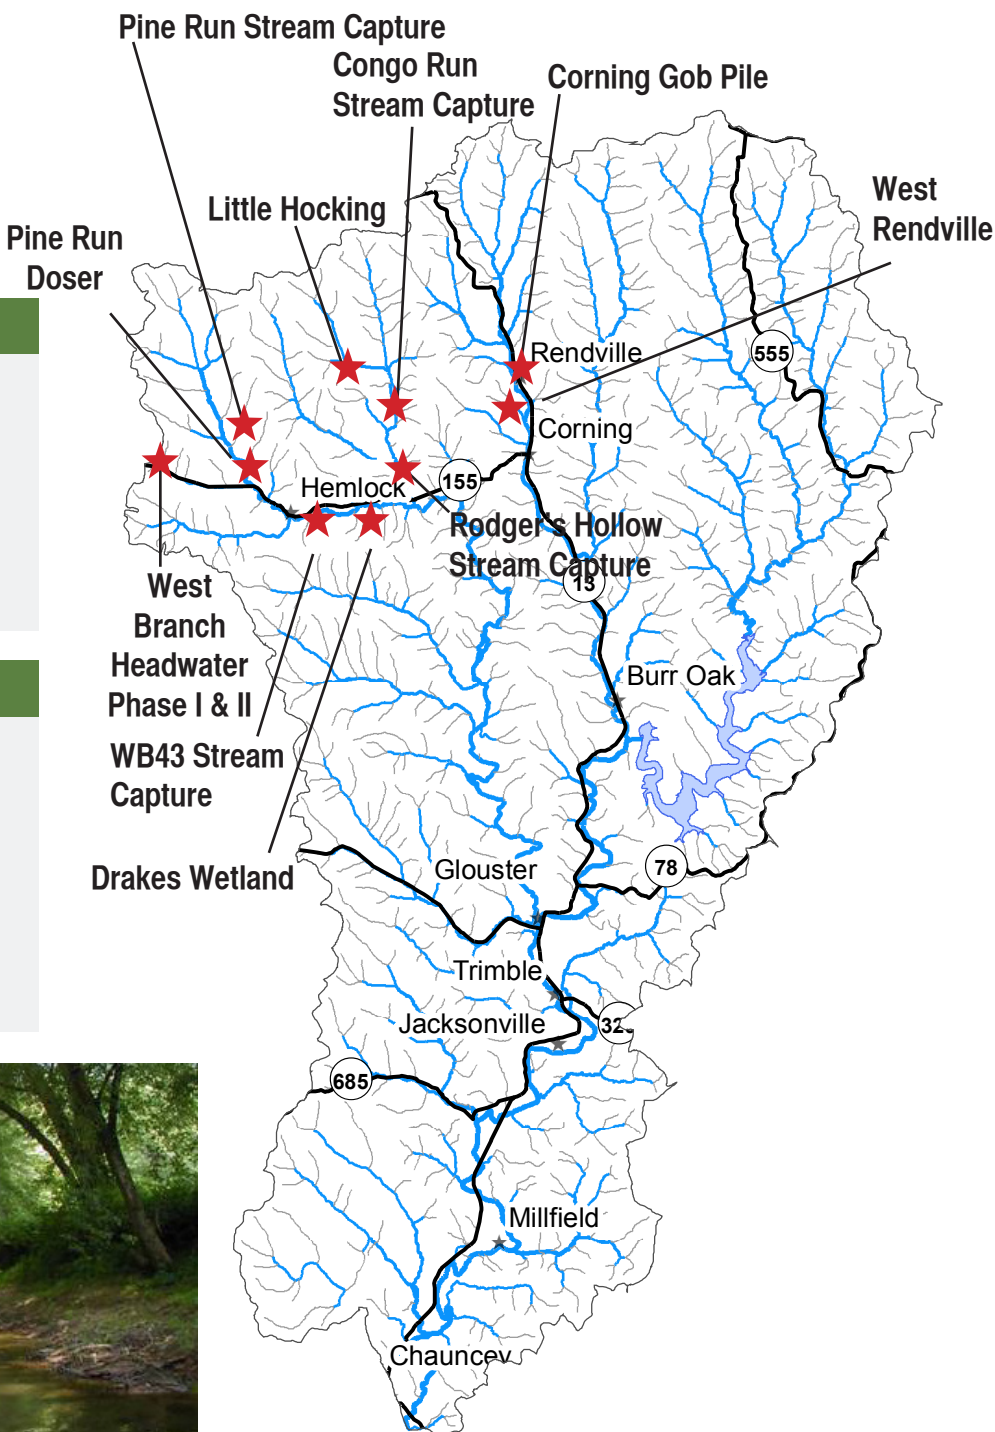 Pine Run Stream Capture
Congo Run
Stream Capture
Corning Gob Pile
West
Rendville
Little Hocking
Pine Run
Doser
555
Rendville
Corning
155
Hemlock
Rodger's Hollow
Stream Capture
13
West
Branch
Headwater
Phase I & II
Burr Oak
WB43 Stream
Capture
Drakes Wetland
Glouster
78
Trimble
Jacksonville
685
Millfield
Chauncey